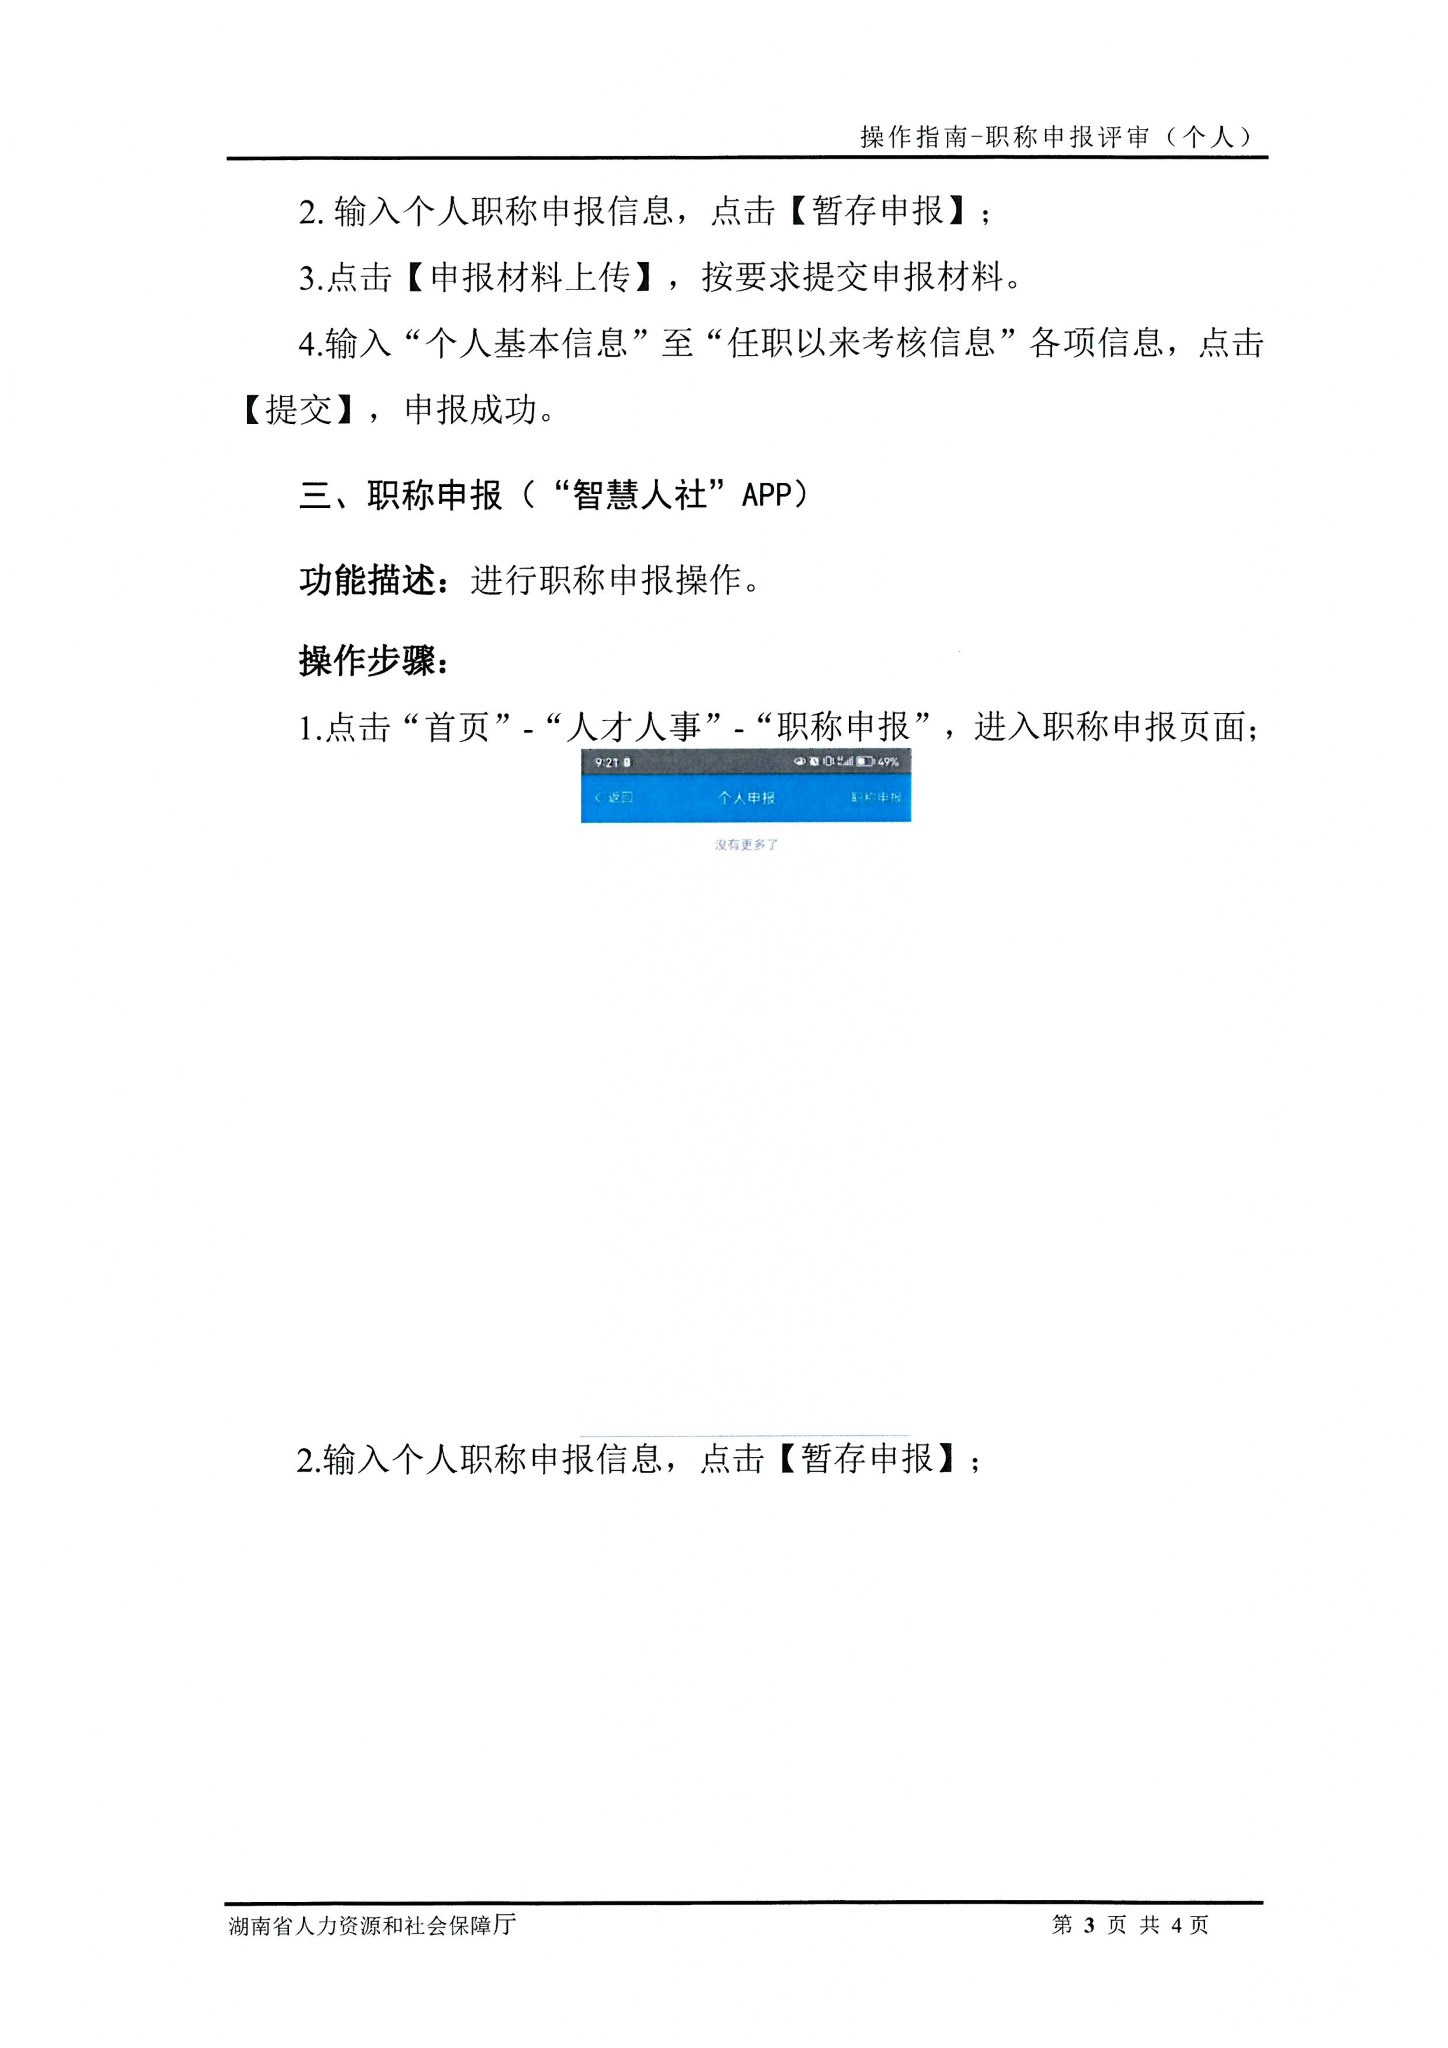 操作指南-职称申报评审（个人）
2. 输入个人职称申报信息，点击【暂存申报】；
3.点击【申报材料上传】，按要求提交申报材料。
4.输入“个人基本信息”至“任职以来考核信息”各项信息，点击
【提交】，申报成功。
三、职称申报（“智慧人社”APP）
功能描述：进行职称申报操作。
操作步骤：
1.点击“首页”-“人才人事”-“职称申报”，进入职称申报页面；
9:21 49%
< 返回 个人申报 职称申报
没有更多了
2.输入个人职称申报信息，点击【暂存申报】；
湖南省人力资源和社会保障厅 第 3 页 共 4 页